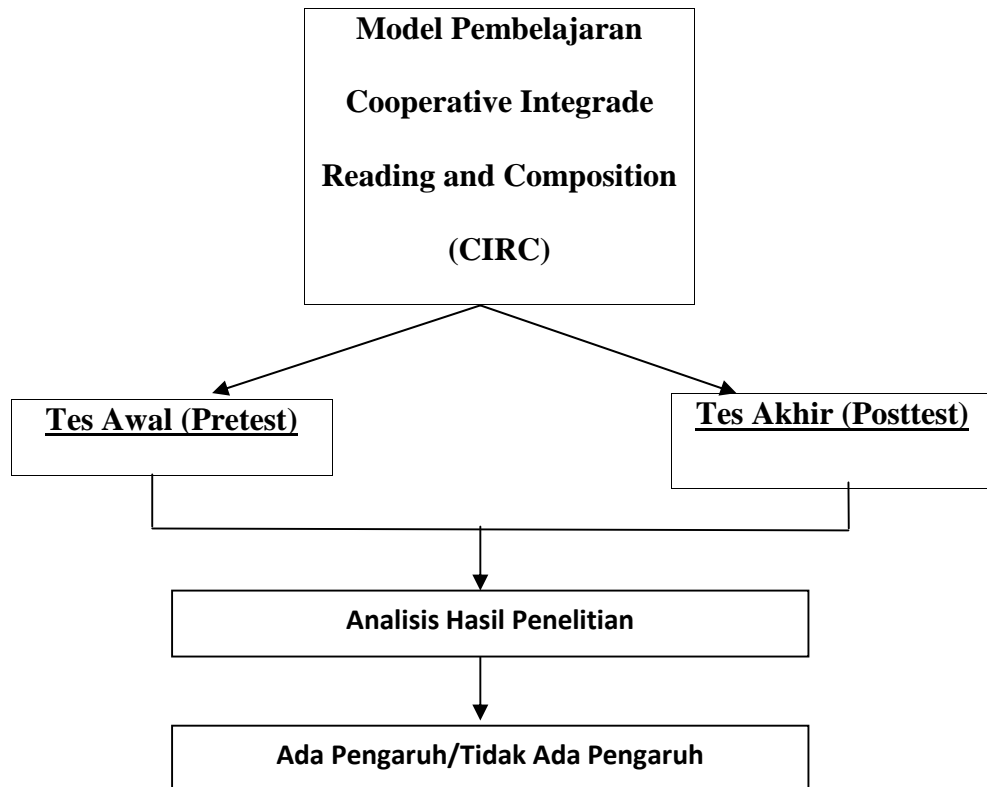 Model Pembelajaran
Cooperative Integrade
Reading and Composition
(CIRC)
Tes Awal (Pretest)
Tes Akhir (Posttest)
Analisis Hasil Penelitian
Ada Pengaruh/Tidak Ada Pengaruh